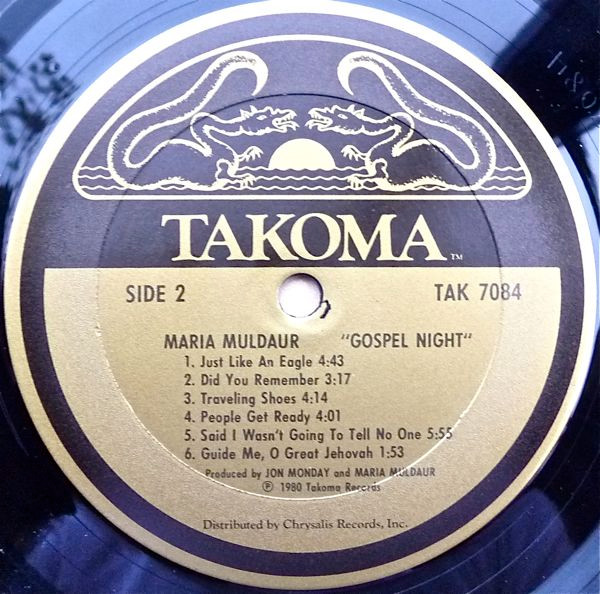 TAKOMA™
SIDE 2 TAK 7084
MARIA MULDAUR "GOSPEL NIGHT"
1. Just Like An Eagle 4:43
2. Did You Remember 3:17
3. Traveling Shoes 4:14
4. People Get Ready 4:01
5. Said I Wasn't Going To Tell No One 5:55
6. Guide Me, O Great Jehovah 1:53
Produced by JON MONDAY and MARIA MULDAUR
℗ 1980 Takoma Records
Distributed by Chrysalis Records, Inc.